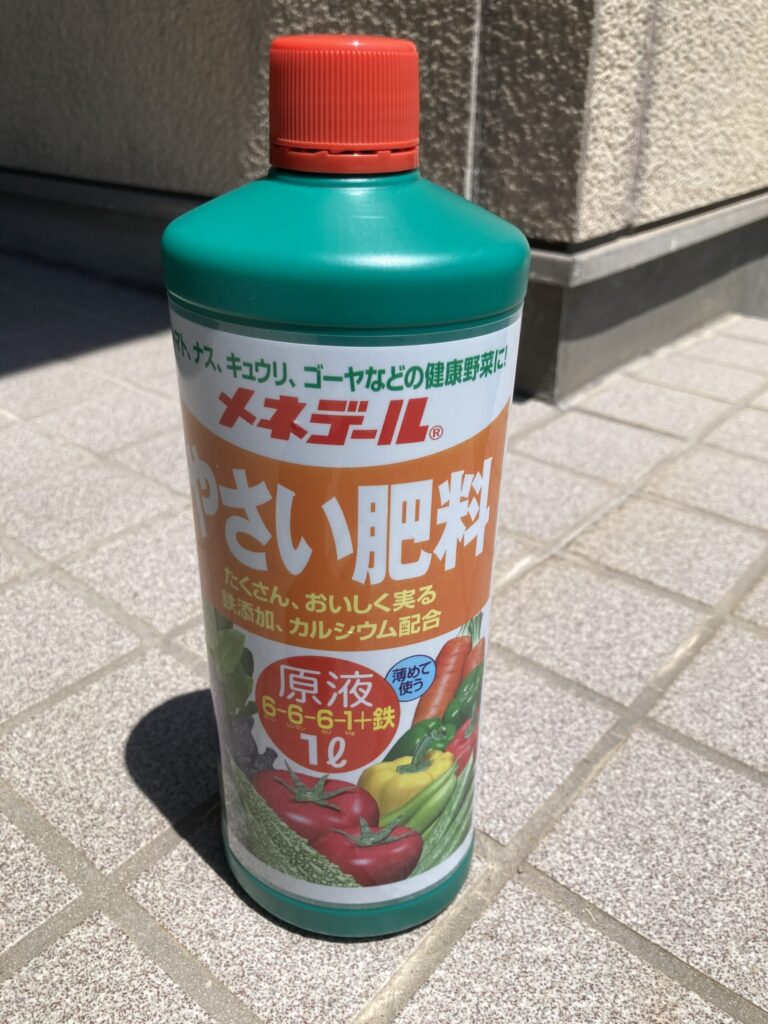 マト、ナス、キュウリ、ゴーヤなどの健康野菜に!
メネデール®
やさい肥料
たくさん、おいしく実る
鉄添加、カルシウム配合
原液
薄めて
使う
6-6-6-1+鉄
1ℓ